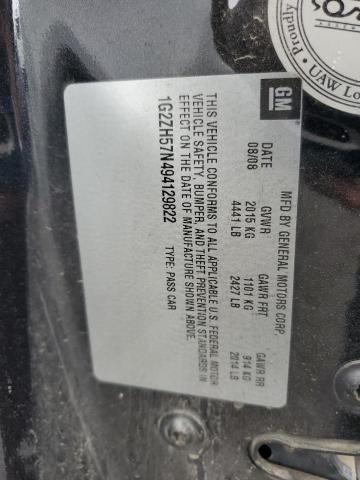 GM
MFD BY GENERAL MOTORS CORP.
DATE GVWR GAWR FRT GAWR RR
08/08 2015 KG 1101 KG 914 KG
4441 LB 2427 LB 2014 LB
THIS VEHICLE CONFORMS TO ALL APPLICABLE U.S. FEDERAL MOTOR
VEHICLE SAFETY, BUMPER, AND THEFT PREVENTION STANDARDS IN
EFFECT ON THE DATE OF MANUFACTURE SHOWN ABOVE.
1G2ZH57N494129822 TYPE: PASS CAR
Proudly
UAW Lo